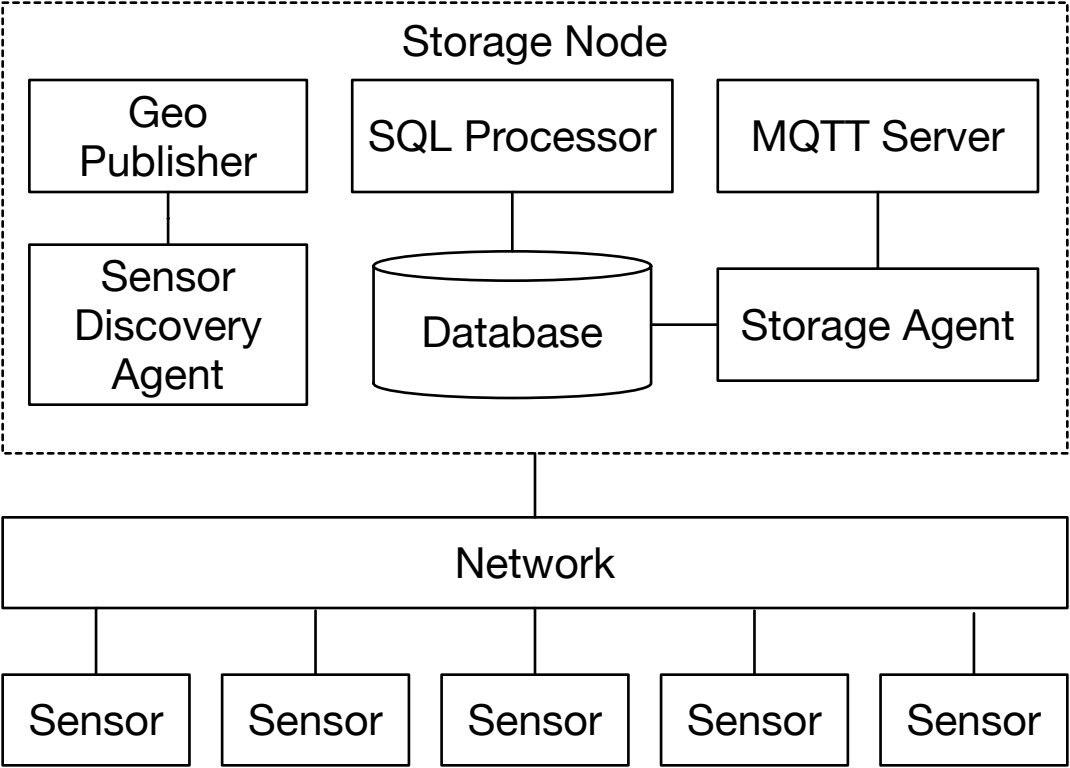 Storage Node
Geo
Publisher
SQL Processor
MQTT Server
Sensor
Discovery
Agent
Database
Storage Agent
Network
Sensor
Sensor
Sensor
Sensor
Sensor